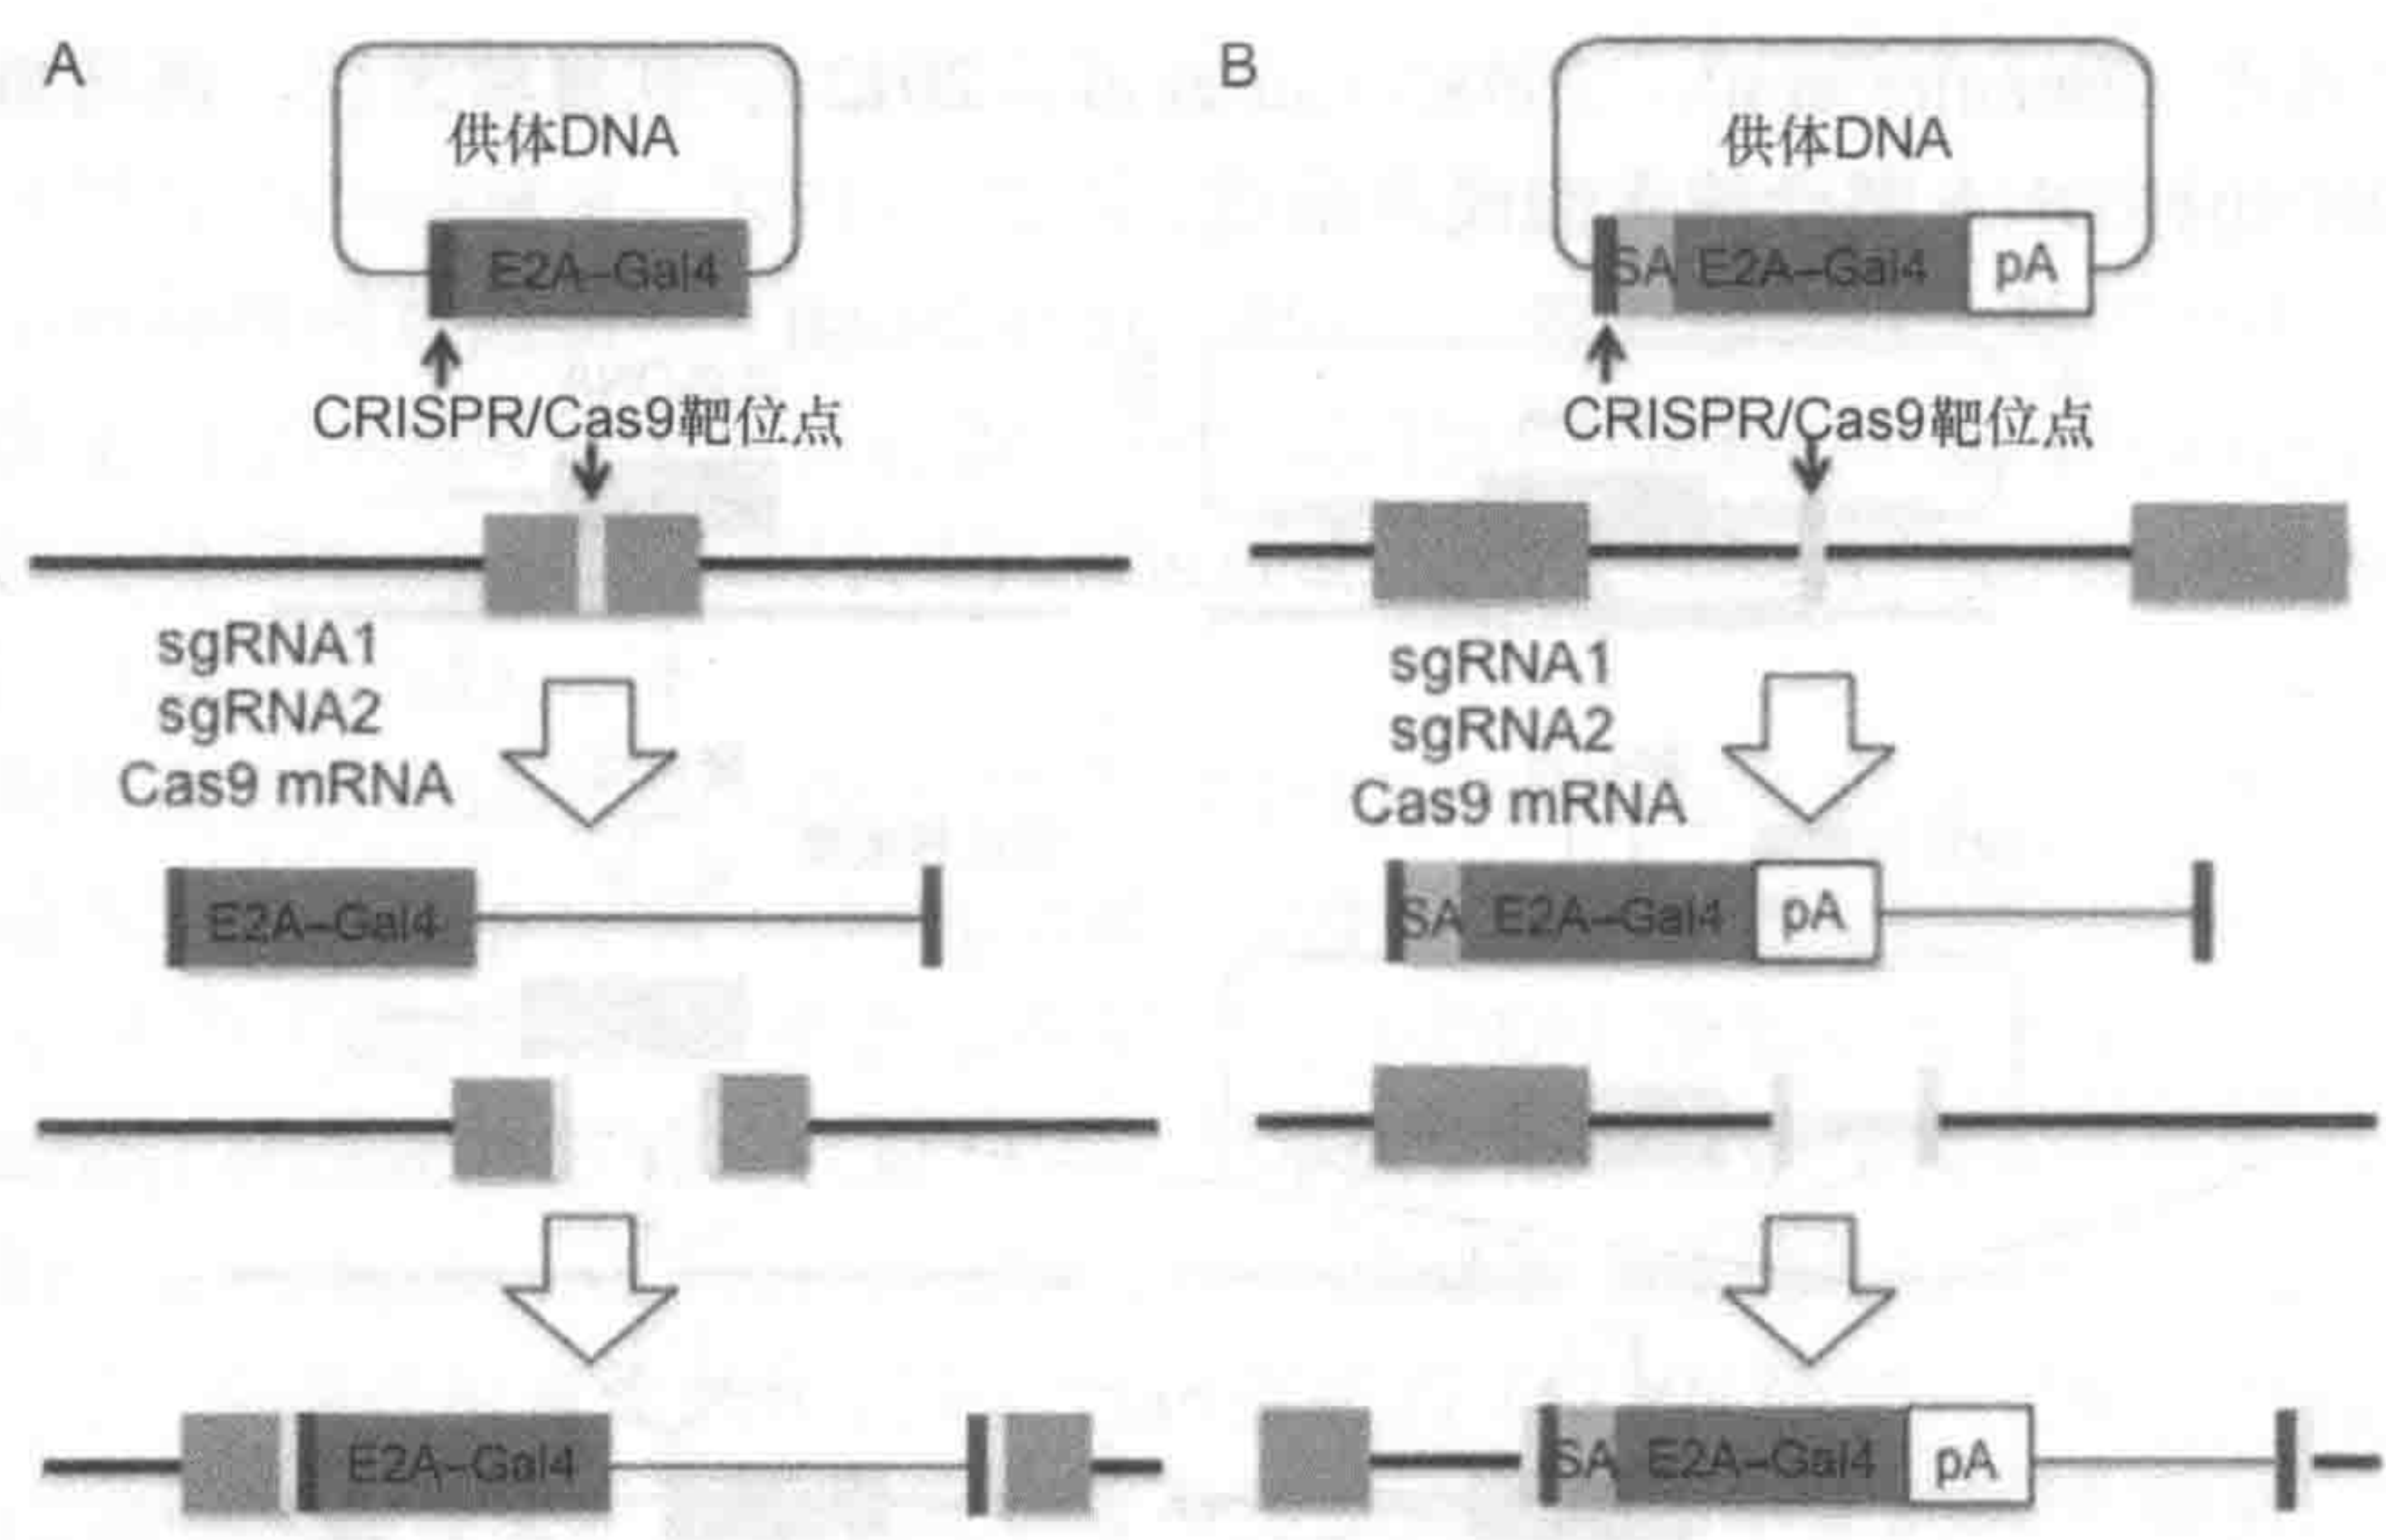 A
供体DNA
E2A-Gal4
CRISPR/Cas9靶位点
sgRNA1
sgRNA2
Cas9 mRNA
E2A-Gal4
E2A-Gal4
B
供体DNA
SA E2A-Gal4 pA
CRISPR/Cas9靶位点
sgRNA1
sgRNA2
Cas9 mRNA
SA E2A-Gal4 pA
SA E2A-Gal4 pA